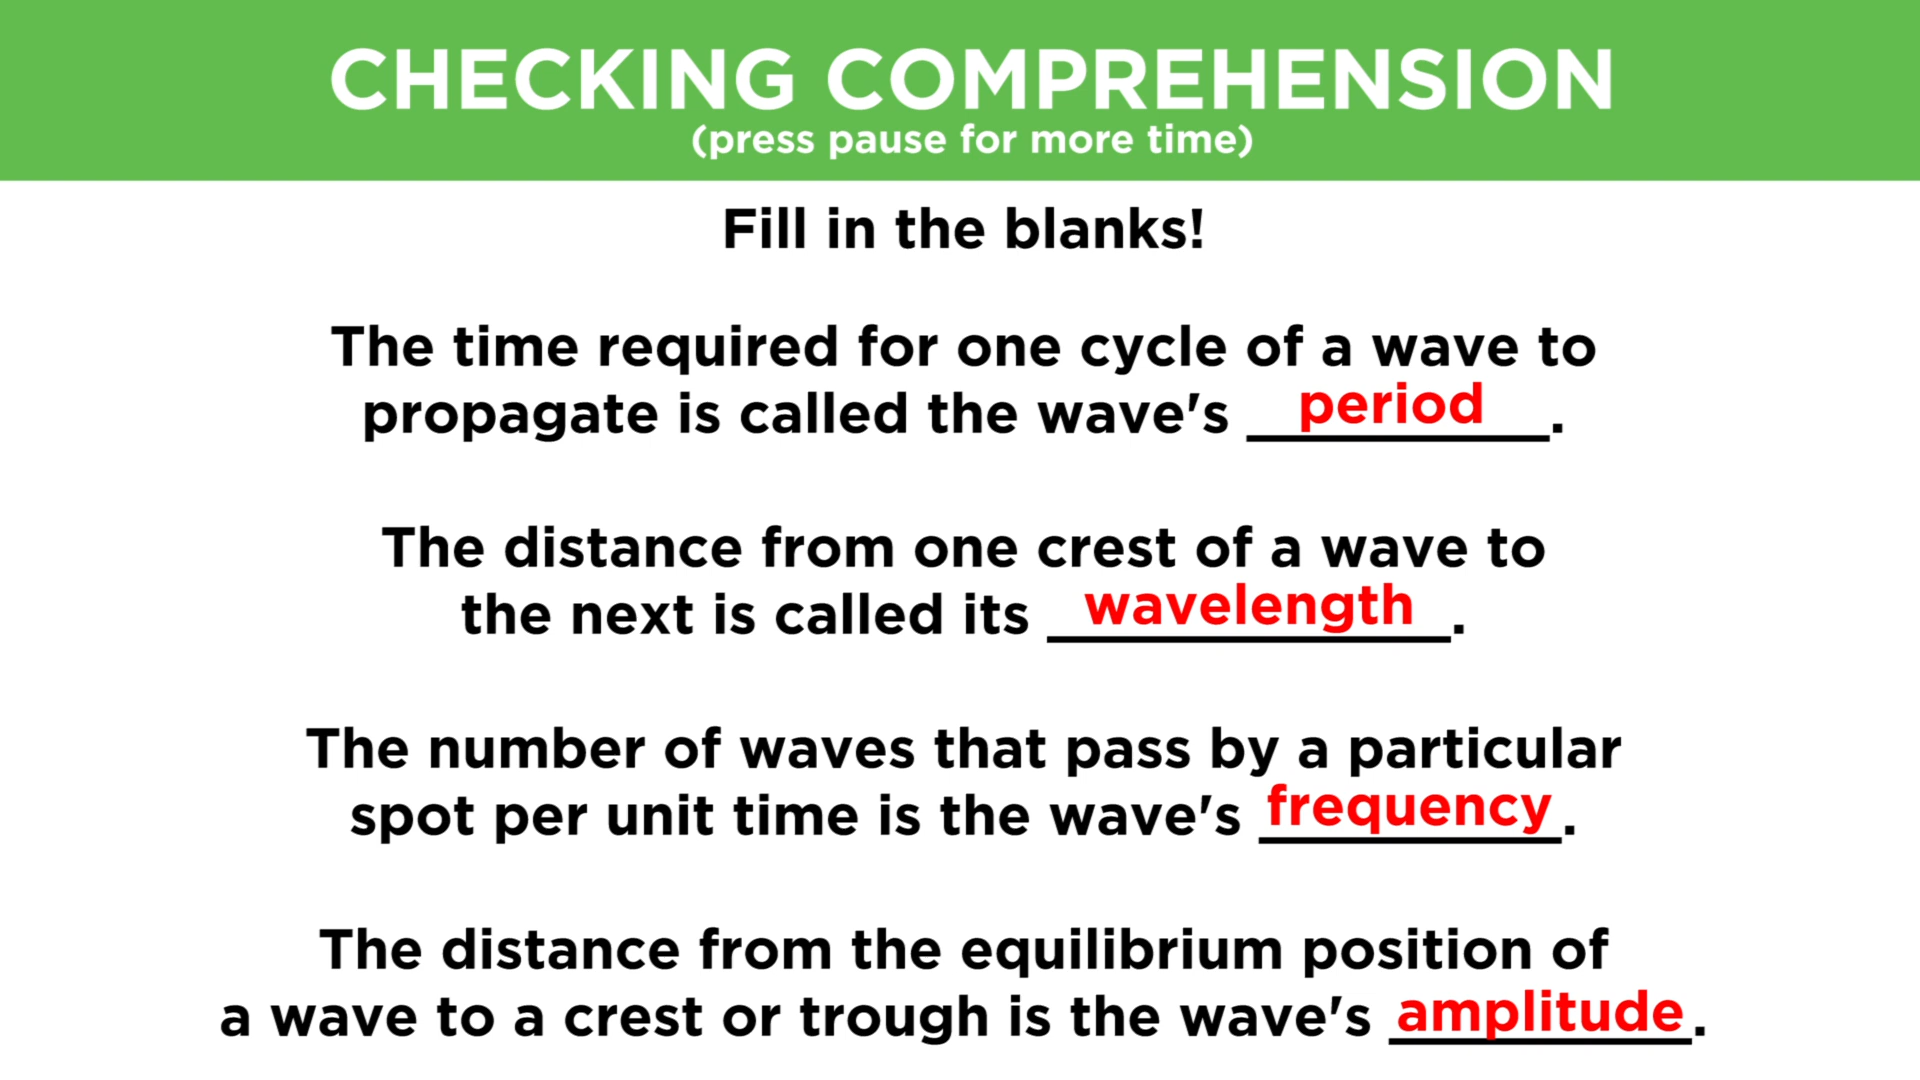 CHECKING COMPREHENSION
(press pause for more time)
Fill in the blanks!
The time required for one cycle of a wave to
propagate is called the wave's period.
The distance from one crest of a wave to
the next is called its wavelength.
The number of waves that pass by a particular
spot per unit time is the wave's frequency.
The distance from the equilibrium position of
a wave to a crest or trough is the wave's amplitude.